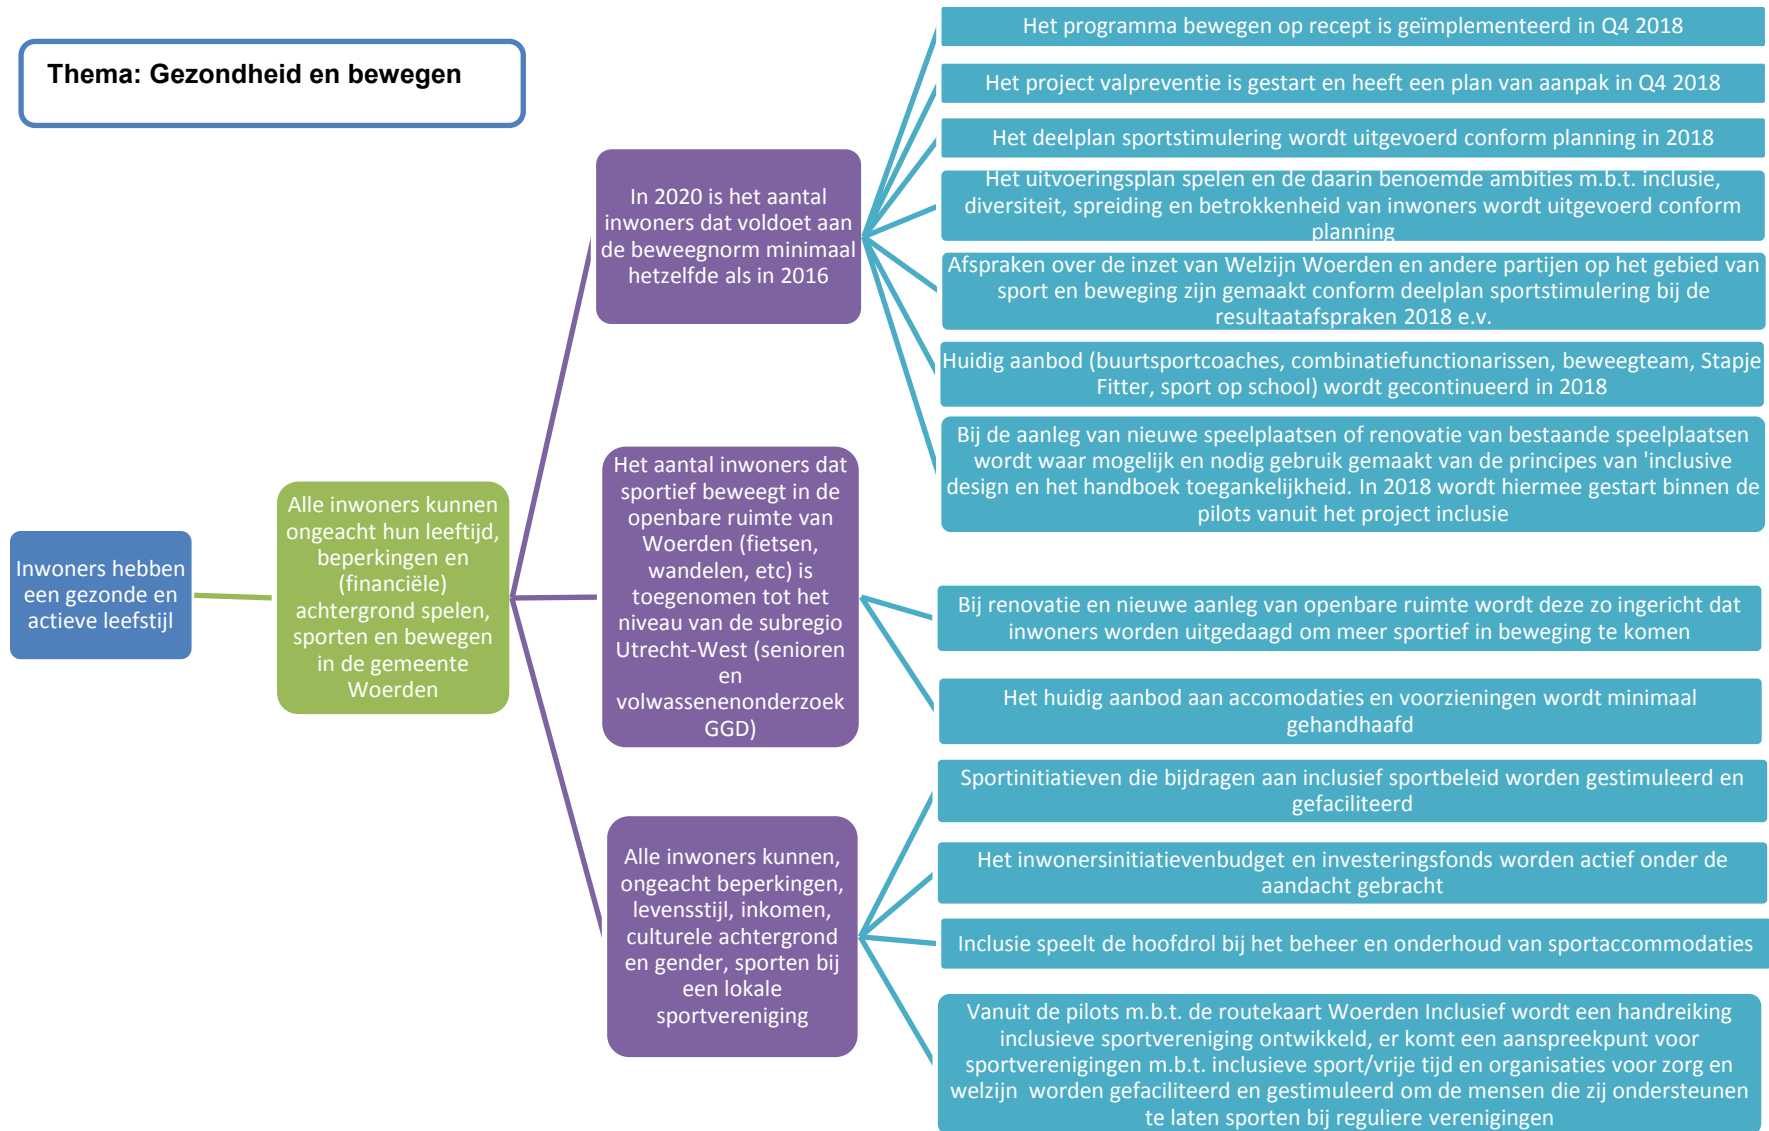 Thema: Gezondheid en bewegen
Inwoners hebben
een gezonde en
actieve leefstijl
Alle inwoners kunnen
ongeacht hun leeftijd,
beperkingen en
(financiële)
achtergrond spelen,
sporten en bewegen
in de gemeente
Woerden
In 2020 is het aantal
inwoners dat voldoet aan
de beweegnorm minimaal
hetzelfde als in 2016
Het programma bewegen op recept is geïmplementeerd in Q4 2018
Het project valpreventie is gestart en heeft een plan van aanpak in Q4 2018
Het deelplan sportstimulering wordt uitgevoerd conform planning in 2018
Het uitvoeringsplan spelen en de daarin benoemde ambities m.b.t. inclusie,
diversiteit, spreiding en betrokkenheid van inwoners wordt uitgevoerd conform
planning
Afspraken over de inzet van Welzijn Woerden en andere partijen op het gebied van
sport en beweging zijn gemaakt conform deelplan sportstimulering bij de
resultaatafspraken 2018 e.v.
Huidig aanbod (buurtsportcoaches, combinatiefunctionarissen, beweegteam, Stapje
Fitter, sport op school) wordt gecontinueerd in 2018
Bij de aanleg van nieuwe speelplaatsen of renovatie van bestaande speelplaatsen
wordt waar mogelijk en nodig gebruik gemaakt van de principes van 'inclusive
design en het handboek toegankelijkheid. In 2018 wordt hiermee gestart binnen de
pilots vanuit het project inclusie
Het aantal inwoners dat
sportief beweegt in de
openbare ruimte van
Woerden (fietsen,
wandelen, etc) is
toegenomen tot het
niveau van de subregio
Utrecht-West (senioren
en
volwassenenonderzoek
GGD)
Bij renovatie en nieuwe aanleg van openbare ruimte wordt deze zo ingericht dat
inwoners worden uitgedaagd om meer sportief in beweging te komen
Het huidig aanbod aan accomodaties en voorzieningen wordt minimaal
gehandhaafd
Alle inwoners kunnen,
ongeacht beperkingen,
levensstijl, inkomen,
culturele achtergrond
en gender, sporten bij
een lokale
sportvereniging
Sportinitiatieven die bijdragen aan inclusief sportbeleid worden gestimuleerd en
gefaciliteerd
Het inwonersinitiatievenbudget en investeringsfonds worden actief onder de
aandacht gebracht
Inclusie speelt de hoofdrol bij het beheer en onderhoud van sportaccommodaties
Vanuit de pilots m.b.t. de routekaart Woerden Inclusief wordt een handreiking
inclusieve sportvereniging ontwikkeld, er komt een aanspreekpunt voor
sportverenigingen m.b.t. inclusieve sport/vrije tijd en organisaties voor zorg en
welzijn  worden gefaciliteerd en gestimuleerd om de mensen die zij ondersteunen
te laten sporten bij reguliere verenigingen